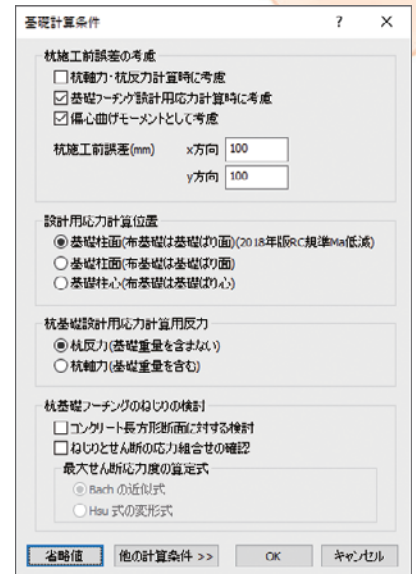 基礎計算条件 ? ×
杭施工前誤差の考慮
杭軸力・杭反力計算時に考慮
基礎フーチング設計用応力計算時に考慮
偏心曲げモーメントとして考慮
杭施工前誤差(mm) x方向 100
y方向 100
設計用応力計算位置
基礎柱面(布基礎は基礎ばり面)(2018年版RC規準Ma低減)
基礎柱面(布基礎は基礎ばり面)
基礎柱心(布基礎は基礎ばり心)
杭基礎設計用応力計算用反力
杭反力(基礎重量を含まない)
杭軸力(基礎重量を含む)
杭基礎フーチングのねじりの検討
コンクリート長方形断面に対する検討
ねじりとせん断の応力組合せの確認
最大せん断応力度の算定式
Bach の近似式
Hsu 式の変形式
省略値 他の計算条件 >> OK キャンセル